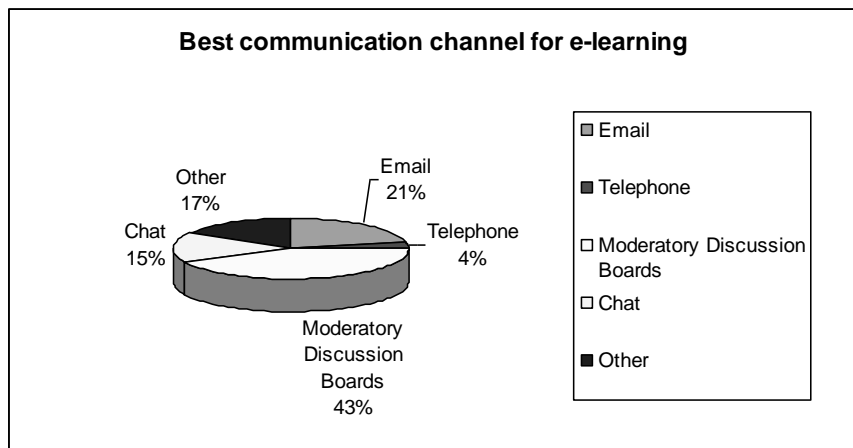 Best communication channel for e-learning
Other
17%
Email
21%
Chat
15%
Telephone
4%
Moderatory
Discussion
Boards
43%
Email
Telephone
Moderatory Discussion
Boards
Chat
Other